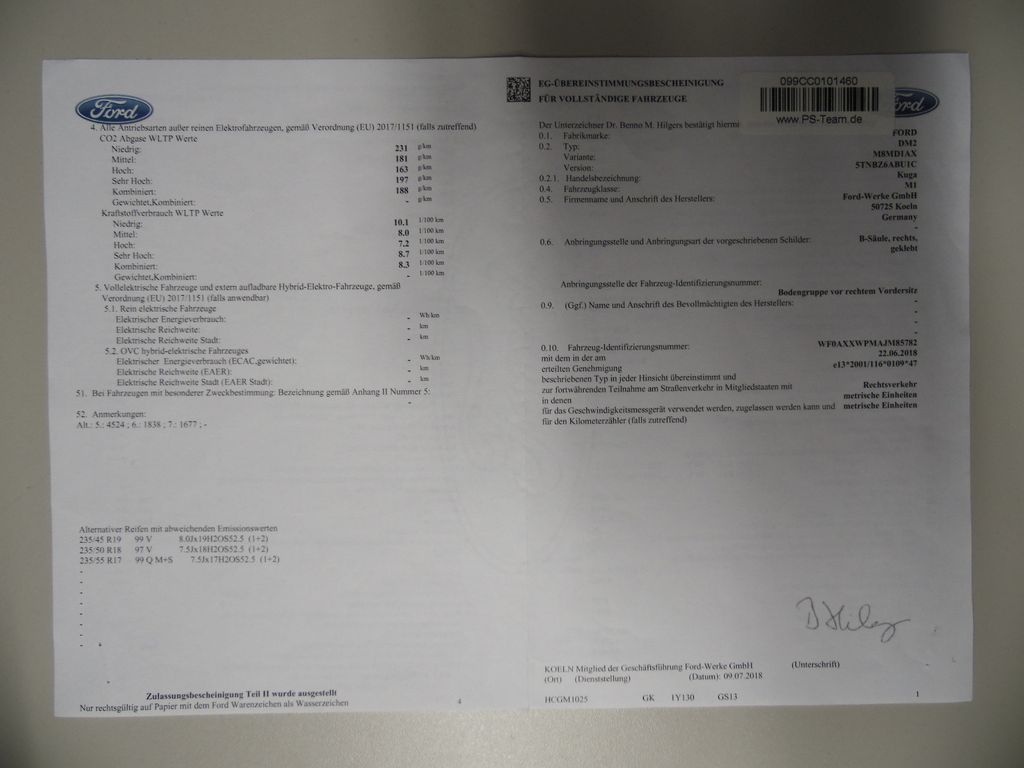 Ford
4. Alle Antriebsarten außer reinen Elektrofahrzeugen, gemäß Verordnung (EU) 2017/1151 (falls zutreffend)
CO2 Abgase WLTP Werte
Niedrig: 231 g/km
Mittel: 181 g/km
Hoch: 163 g/km
Sehr Hoch: 197 g/km
Kombiniert: 188 g/km
Gewichtet,Kombiniert: - g/km
Kraftstoffverbrauch WLTP Werte
Niedrig: 10.1 l/100 km
Mittel: 8.0 l/100 km
Hoch: 7.2 l/100 km
Sehr Hoch: 8.7 l/100 km
Kombiniert: 8.3 l/100 km
Gewichtet,Kombiniert: - l/100 km
5. Vollelektrische Fahrzeuge und extern aufladbare Hybrid-Elektro-Fahrzeuge, gemäß
Verordnung (EU) 2017/1151 (falls anwendbar)
5.1. Rein elektrische Fahrzeuge
Elektrischer Energieverbrauch: - Wh/km
Elektrische Reichweite: - km
Elektrische Reichweite Stadt: - km
5.2. OVC hybrid-elektrische Fahrzeuges
Elektrischer Energieverbrauch (ECAC,gewichtet): - Wh/km
Elektrische Reichweite (EAER): - km
Elektrische Reichweite Stadt (EAER Stadt): - km
51. Bei Fahrzeugen mit besonderer Zweckbestimmung: Bezeichnung gemäß Anhang II Nummer 5:
-
52. Anmerkungen:
Alt.: 5.: 4524 ; 6.: 1838 ; 7.: 1677 ; -
Alternativer Reifen mit abweichenden Emissionswerten
235/45 R19 99 V 8.0Jx19H2OS52.5 (1+2)
235/50 R18 97 V 7.5Jx18H2OS52.5 (1+2)
235/55 R17 99 Q M+S 7.5Jx17H2OS52.5 (1+2)
-
-
-
-
-
-
-
-
Zulassungsbescheinigung Teil II wurde ausgestellt
Nur rechtsgültig auf Papier mit dem Ford Warenzeichen als Wasserzeichen
4
EG-ÜBEREINSTIMMUNGSBESCHEINIGUNG
FÜR VOLLSTÄNDIGE FAHRZEUGE
099CC0101460
www.PS-Team.de
Ford
Der Unterzeichner Dr. Benno M. Hilgers bestätigt hiermi
0.1. Fabrikmarke: FORD
0.2. Typ: DM2
Variante: M8MD1AX
Version: 5TNBZ6ABU1C
0.2.1. Handelsbezeichnung: Kuga
0.4. Fahrzeugklasse: M1
0.5. Firmenname und Anschrift des Herstellers: Ford-Werke GmbH
50725 Koeln
Germany
-
0.6. Anbringungsstelle und Anbringungsart der vorgeschriebenen Schilder: B-Säule, rechts,
geklebt
Anbringungsstelle der Fahrzeug-Identifizierungsnummer:
Bodengruppe vor rechtem Vordersitz
0.9. (Ggf.) Name und Anschrift des Bevollmächtigten des Herstellers: -
-
-
-
0.10. Fahrzeug-Identifizierungsnummer: WF0AXXWPMAJM85782
mit dem in der am 22.06.2018
erteilten Genehmigung e13*2001/116*0109*47
beschriebenen Typ in jeder Hinsicht übereinstimmt und
zur fortwährenden Teilnahme am Straßenverkehr in Mitgliedstaaten mit Rechtsverkehr
in denen metrische Einheiten
für das Geschwindigkeitsmessgerät verwendet werden, zugelassen werden kann und metrische Einheiten
für den Kilometerzähler (falls zutreffend)
KOELN Mitglied der Geschäftsführung Ford-Werke GmbH (Unterschrift)
(Ort) (Dienststellung) (Datum): 09.07.2018
HCGM1025 GK 1Y130 GS13 1